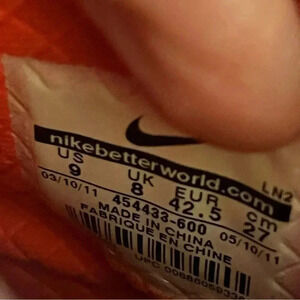 nikebetterworld.com
LN2
US UK EUR cm
9 8 42.5 27
03/10/11 454433-600 05/10/11
MADE IN CHINA
FABRIQUE EN CHINE